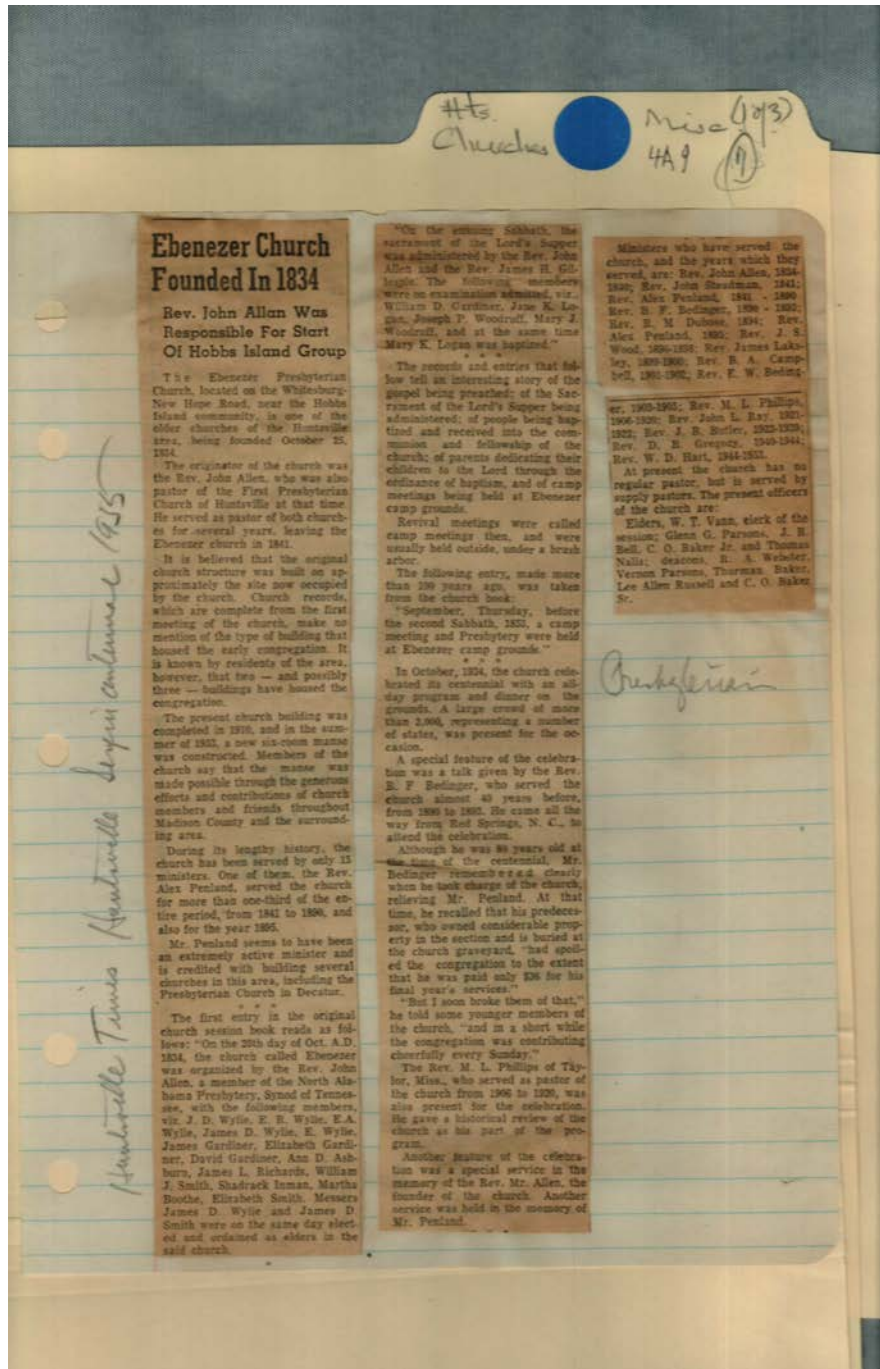 Hts.
Churches
Misc (1of3)
4A9
7
Huntsville Times Huntsville Sesquicentennial 1955
Ebenezer Church
Founded In 1834
Rev. John Allan Was
Responsible For Start
Of Hobbs Island Group
The Ebenezer Presbyterian
Church, located on the Whitesburg-
New Hope Road, near the Hobbs
Island community, is one of the
older churches of the Huntsville
area, being founded October 25,
1834.
The originator of the church was
the Rev. John Allen, who was also
pastor of the First Presbyterian
Church of Huntsville at that time.
He served as pastor of both church-
es for several years, leaving the
Ebenezer church in 1841.
It is believed that the original
church structure was built on ap-
proximately the site now occupied
by the church. Church records,
which are complete from the first
meeting of the church, make no
mention of the type of building that
housed the early congregation. It
is known by residents of the area,
however, that two — and possibly
three — buildings have housed the
congregation.
The present church building was
completed in 1910, and in the sum-
mer of 1953, a new six-room manse
was constructed. Members of the
church say that the manse was
made possible through the generous
efforts and contributions of church
members and friends throughout
Madison County and the surround-
ing area.
During its lengthy history, the
church has been served by only 13
ministers. One of them, the Rev.
Alex Penland, served the church
for more than one-third of the en-
tire period, from 1841 to 1890, and
also for the year 1895.
Mr. Penland seems to have been
an extremely active minister and
is credited with building several
churches in this area, including the
Presbyterian Church in Decatur.
* * *
The first entry in the original
church session book reads as fol-
lows: "On the 25th day of Oct. A.D.
1834, the church called Ebenezer
was organized by the Rev. John
Allen, a member of the North Ala-
bama Presbytery, Synod of Tennes-
see, with the following members,
viz. J. D. Wylie, E. R. Wylie, E.A.
Wylie, James D. Wylie, K. Wylie,
James Gardiner, Elizabeth Gardi-
ner, David Gardiner, Ann D. Ash-
burn, James L. Richards, William
J. Smith, Shadrack Inman, Martha
Boothe, Elizabeth Smith. Messers
James D. Wylie and James D.
Smith were on the same day elect-
ed and ordained as elders in the
said church.
"On the ensuing Sabbath, the
sacrament of the Lord's Supper
was administered by the Rev. John
Allen and the Rev. James H. Gil-
The following members
were on examination admitted, viz.,
William D. Gardiner, Jane K. Lo-
gan, Joseph P. Woodroff, Mary J.
Woodroff, and at the same time
Mary K. Logan was baptized."
* * *
The records and entries that fol-
low tell an interesting story of the
gospel being preached; of the Sac-
rament of the Lord's Supper being
administered; of people being bap-
tized and received into the com-
munion and fellowship of the
church; of parents dedicating their
children to the Lord through the
ordinance of baptism, and of camp
meetings being held at Ebenezer
camp grounds.
Revival meetings were called
camp meetings then, and were
usually held outside, under a brush
arbor.
The following entry, made more
than 100 years ago, was taken
from the church book:
"September, Thursday, before
the second Sabbath, 1853, a camp
meeting and Presbytery were held
at Ebenezer camp grounds."
* * *
In October, 1934, the church cele-
brated its centennial with an all-
day program and dinner on the
grounds. A large crowd of more
than 2,000, representing a number
of states, was present for the oc-
casion.
A special feature of the celebra-
tion was a talk given by the Rev.
B. F Bedinger, who served the
church almost 40 years before,
from 1890 to 1893. He came all the
way from Red Springs, N. C., to
attend the celebration.
Although he was 80 years old at
the time of the centennial, Mr.
Bedinger remembered clearly
when he took charge of the church,
relieving Mr. Penland. At that
time, he recalled that his predeces-
sor, who owned considerable prop-
erty in the section and is buried at
the church graveyard, "had spoil-
ed the congregation to the extent
that he was paid only $36 for his
final year's services."
"But I soon broke them of that,"
he told some younger members of
the church, "and in a short while
the congregation was contributing
cheerfully every Sunday."
The Rev. M. L. Phillips of Tay-
lor, Miss., who served as pastor of
the church from 1906 to 1920, was
also present for the celebration.
He gave a historical review of the
church as his part of the pro-
gram.
Another feature of the celebra-
tion was a special service in the
memory of the Rev. Mr. Allen, the
founder of the church. Another
service was held in the memory of
Mr. Penland.
Ministers who have served the
church, and the years which they
served, are: Rev. John Allen, 1834-
1840; Rev. John Steadman, 1841;
Rev. Alex Penland, 1841 - 1890
Rev. B. F. Bedinger, 1890 - 1893;
Rev. B. M Dubose, 1894; Rev.
Alex Penland, 1895; Rev. J. S.
Wood, 1896-1898; Rev. James Laks-
ley, 1899-1900; Rev. B. A. Camp-
bell, 1901-1902; Rev. E. W. Beding-
er, 1903-1905; Rev. M. L. Phillips,
1906-1920; Rev. John L. Ray, 1921-
1922; Rev. J. R. Butler, 1923-1939;
Rev. D. B. Gregory, 1940-1944;
Rev. W. D. Hart, 1944-1953.
At present the church has no
regular pastor, but is served by
supply pastors. The present officers
of the church are:
Elders, W. T. Vann, clerk of the
session; Glenn G. Parsons, J. B.
Bell, C. O. Baker Jr. and Thomas
Nalls; deacons, R. A. Webster,
Vernon Parsons, Thurman Baker,
Lee Allen Russell and C. O. Baker
Sr.
Presbyterian